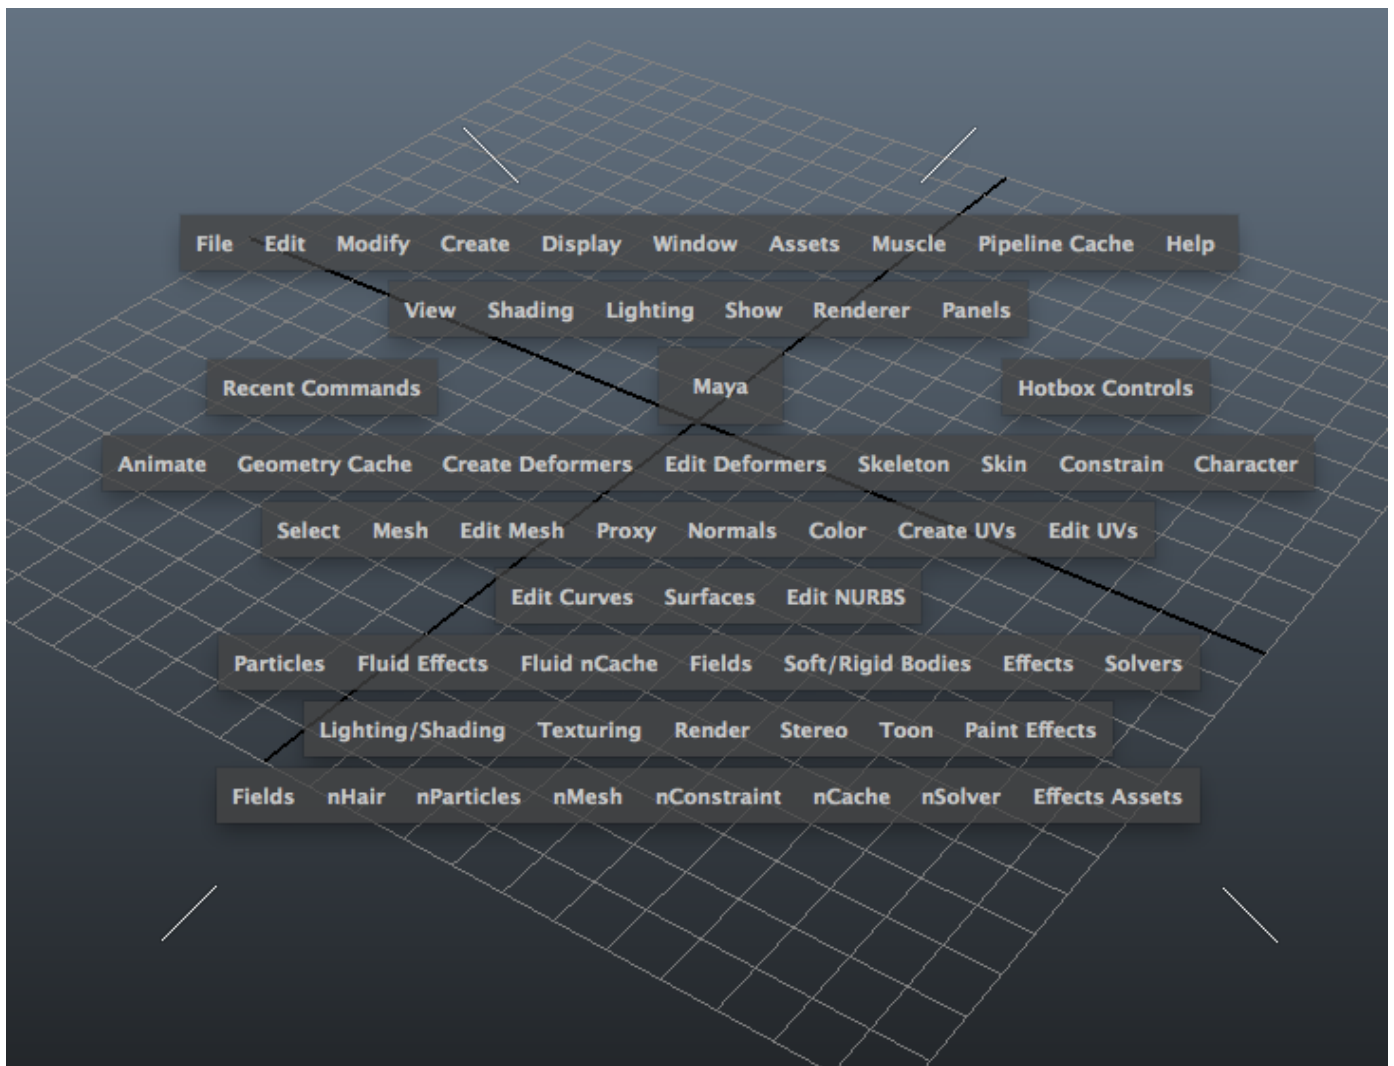 File Edit Modify Create Display Window Assets Muscle Pipeline Cache Help
View Shading Lighting Show Renderer Panels
Recent Commands Maya Hotbox Controls
Animate Geometry Cache Create Deformers Edit Deformers Skeleton Skin Constrain Character
Select Mesh Edit Mesh Proxy Normals Color Create UVs Edit UVs
Edit Curves Surfaces Edit NURBS
Particles Fluid Effects Fluid nCache Fields Soft/Rigid Bodies Effects Solvers
Lighting/Shading Texturing Render Stereo Toon Paint Effects
Fields nHair nParticles nMesh nConstraint nCache nSolver Effects Assets